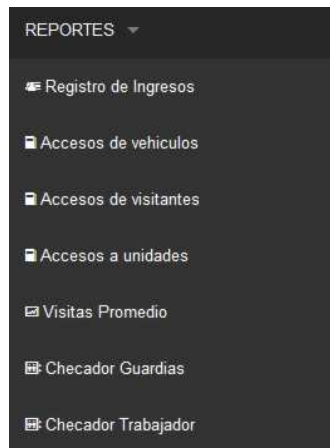 REPORTES
Registro de Ingresos
Accesos de vehiculos
Accesos de visitantes
Accesos a unidades
Visitas Promedio
Checador Guardias
Checador Trabajador